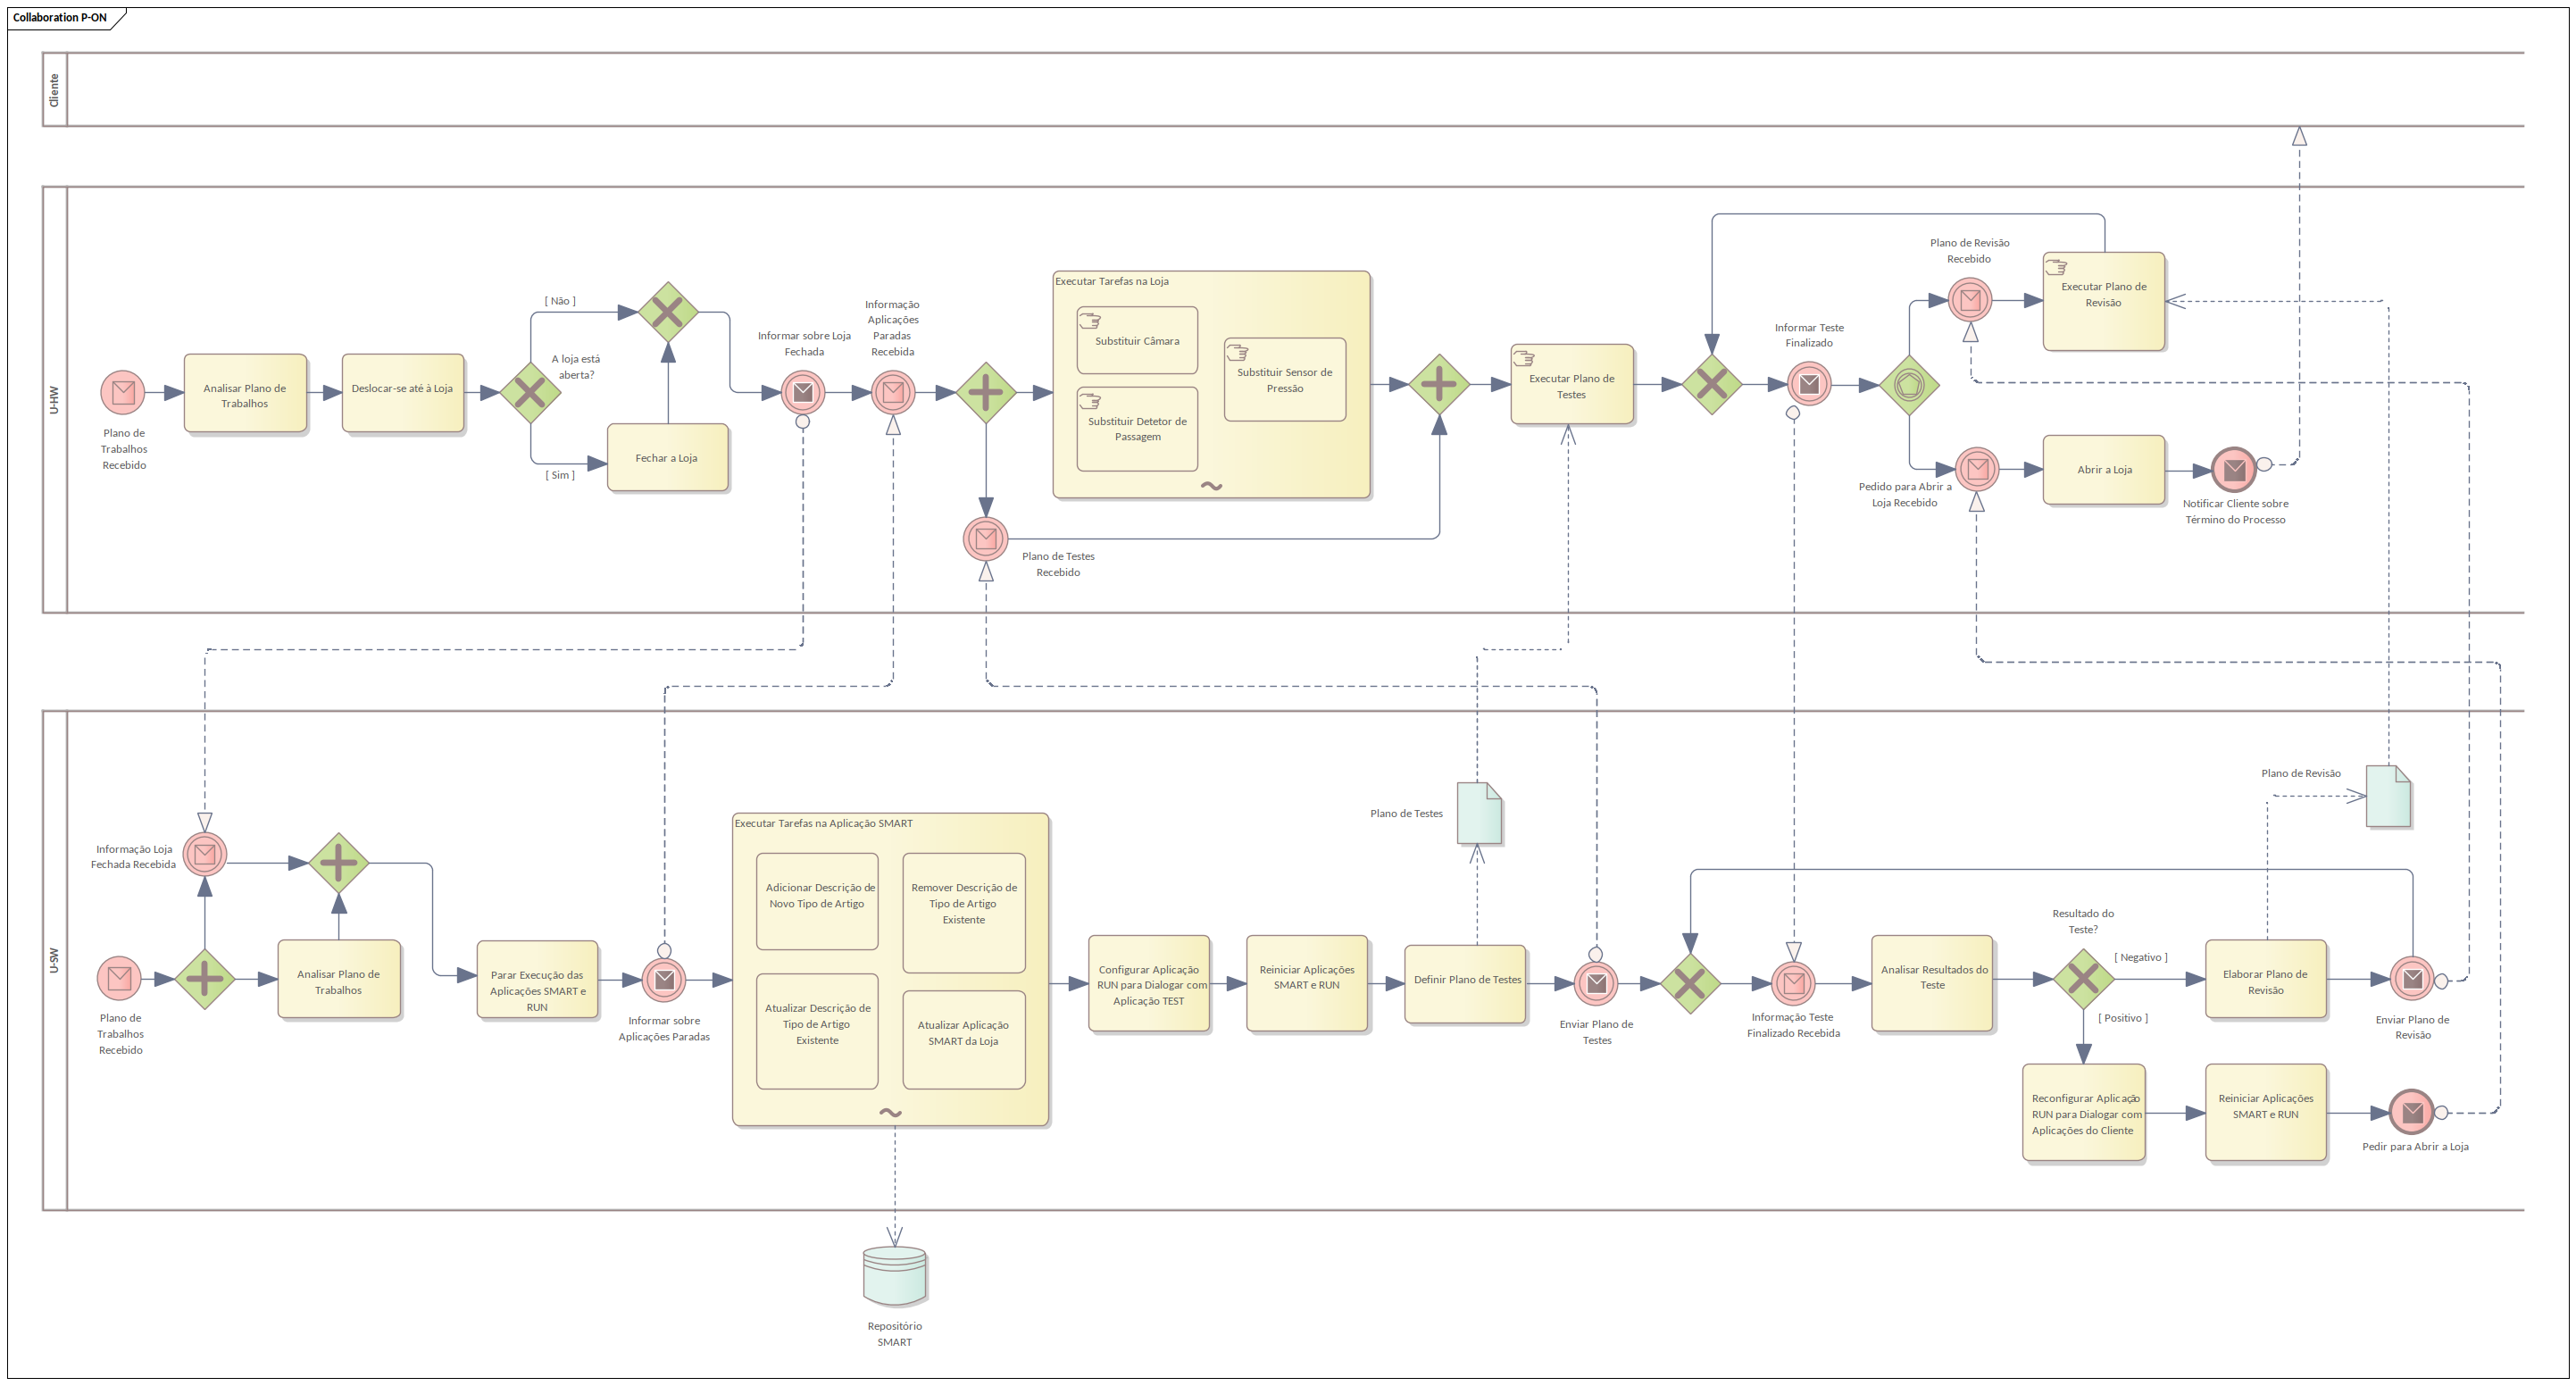 Collaboration P-ON
Cliente
U-HW
Plano de
Trabalhos
Recebido
Analisar Plano de
Trabalhos
Deslocar-se até à Loja
A loja está
aberta?
[ Não ]
[ Sim ]
Fechar a Loja
Informar sobre Loja
Fechada
Informação
Aplicações
Paradas
Recebida
Executar Tarefas na Loja
Substituir Câmara
Substituir Detetor de
Passagem
Substituir Sensor de
Pressão
Plano de Testes
Recebido
Executar Plano de
Testes
Informar Teste
Finalizado
Plano de Revisão
Recebido
Executar Plano de
Revisão
Pedido para Abrir a
Loja Recebido
Abrir a Loja
Notificar Cliente sobre
Término do Processo
U-SW
Informação Loja
Fechada Recebida
Plano de
Trabalhos
Recebido
Analisar Plano de
Trabalhos
Parar Execução das
Aplicações SMART e
RUN
Informar sobre
Aplicações Paradas
Executar Tarefas na Aplicação SMART
Adicionar Descrição de
Novo Tipo de Artigo
Remover Descrição de
Tipo de Artigo
Existente
Atualizar Descrição de
Tipo de Artigo
Existente
Atualizar Aplicação
SMART da Loja
Configurar Aplicação
RUN para Dialogar com
Aplicação TEST
Reiniciar Aplicações
SMART e RUN
Definir Plano de Testes
Plano de Testes
Enviar Plano de
Testes
Informação Teste
Finalizado Recebida
Analisar Resultados do
Teste
Resultado do
Teste?
[ Negativo ]
[ Positivo ]
Elaborar Plano de
Revisão
Plano de Revisão
Enviar Plano de
Revisão
Reconfigurar Aplicação
RUN para Dialogar com
Aplicações do Cliente
Reiniciar Aplicações
SMART e RUN
Pedir para Abrir a Loja
Repositório
SMART